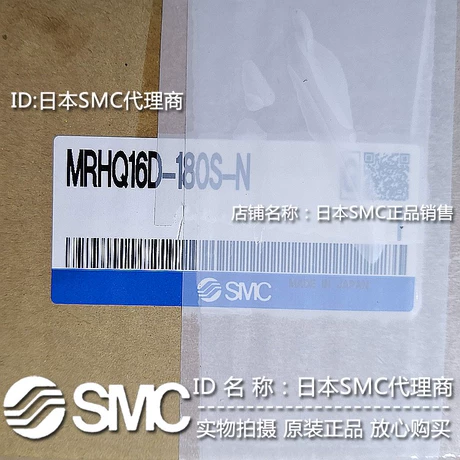 ID:日本SMC代理商
MRHQ16D-180S-N
店铺名称：日本SMC正品销售
SMC
MADE IN JAPAN
SMC
ID 名 称：日本SMC代理商
实物拍摄 原装正品 放心购买